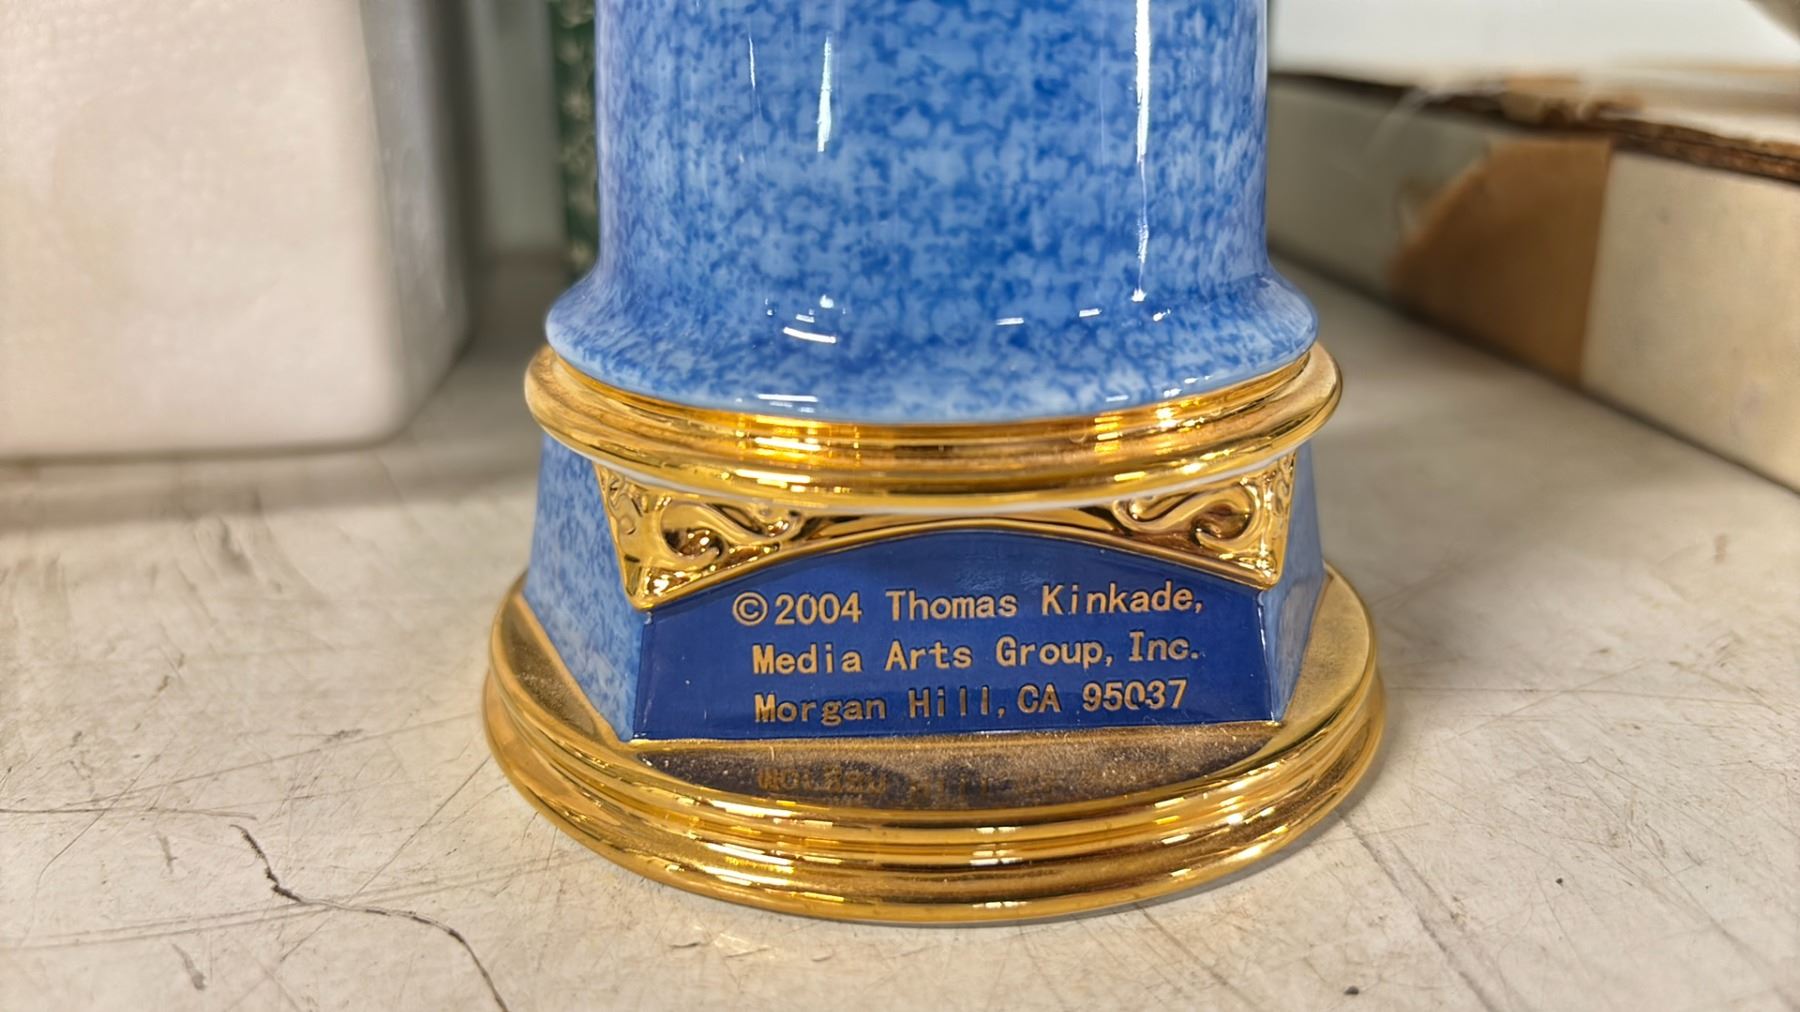 ©2004 Thomas Kinkade,
Media Arts Group, Inc.
Morgan Hill, CA 95037